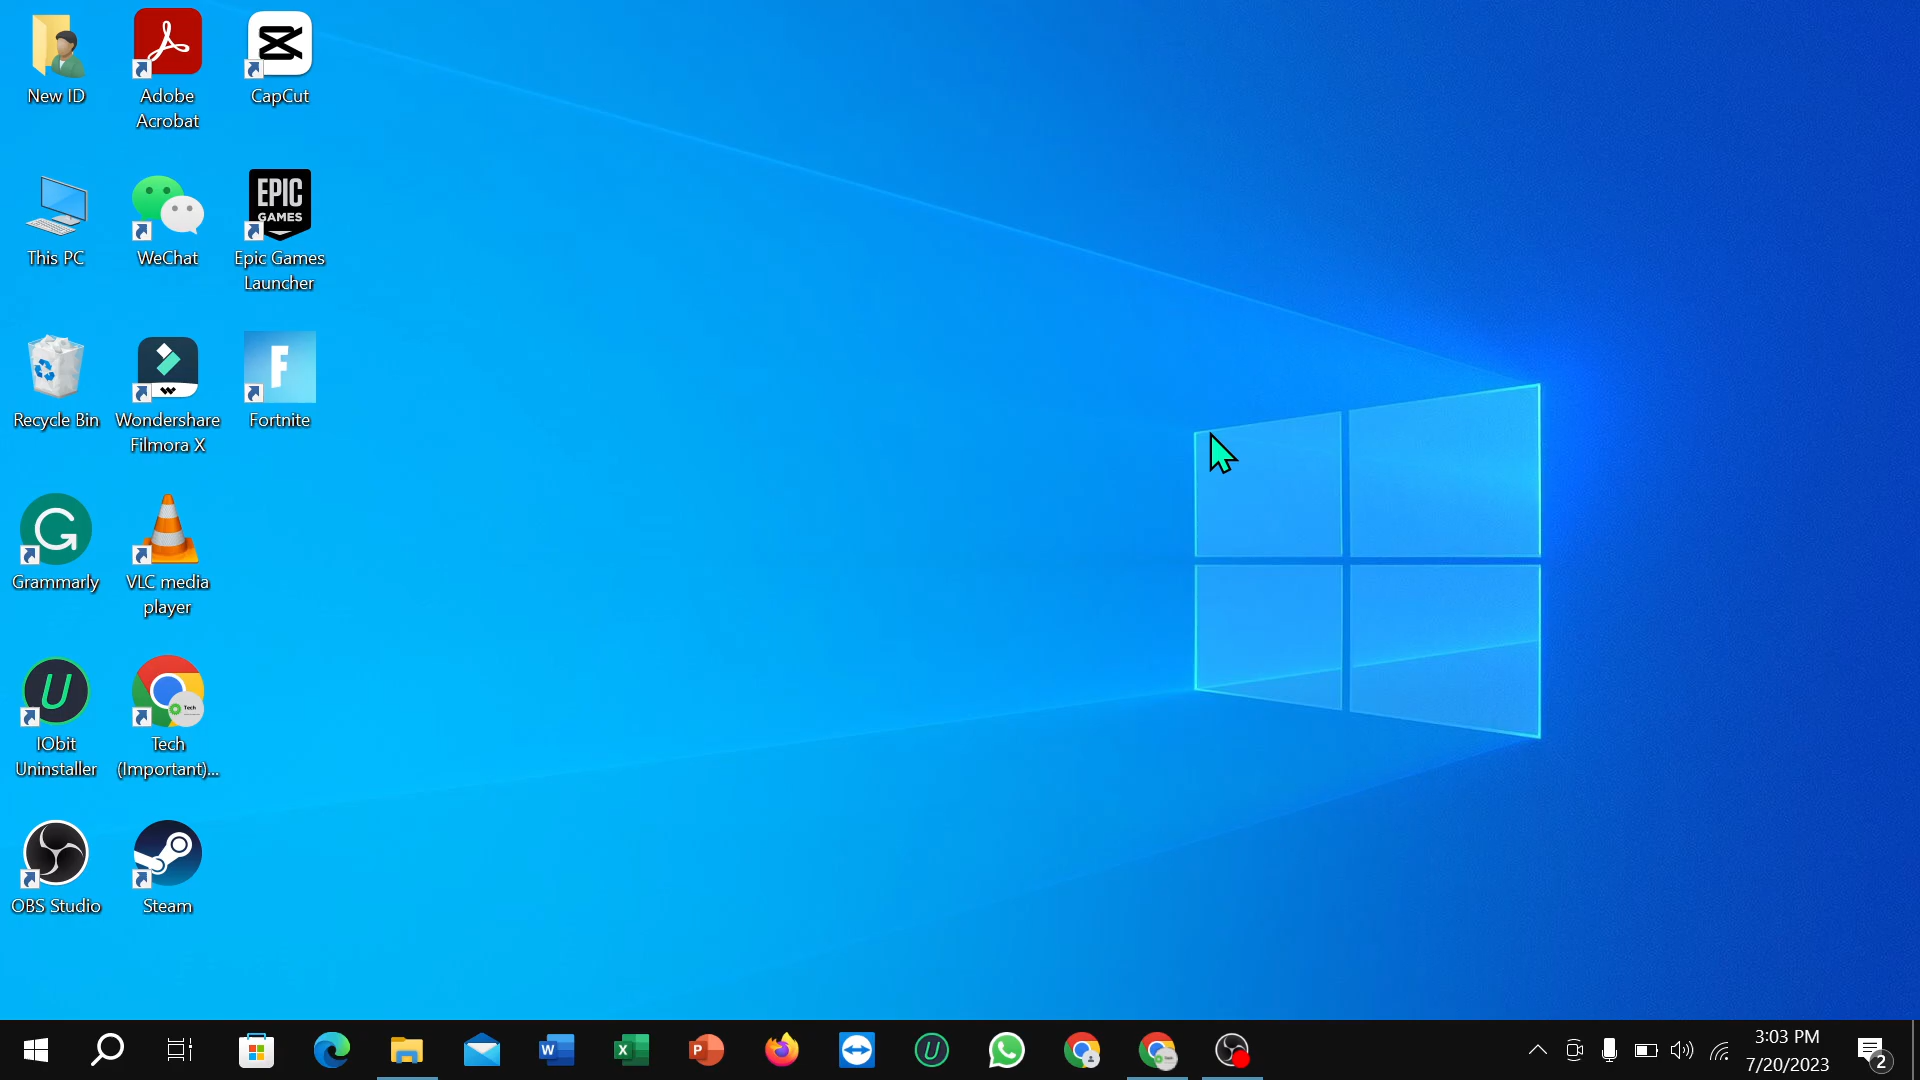 New ID
Adobe
Acrobat
CapCut
This PC
WeChat
EPIC
GAMES
Epic Games
Launcher
Recycle Bin
Wondershare
Filmora X
F
Fortnite
Grammarly
VLC media
player
U
IObit
Uninstaller
Tech
Tech
(Important)...
OBS Studio
Steam
W
X
P
U
3:03 PM
7/20/2023
2